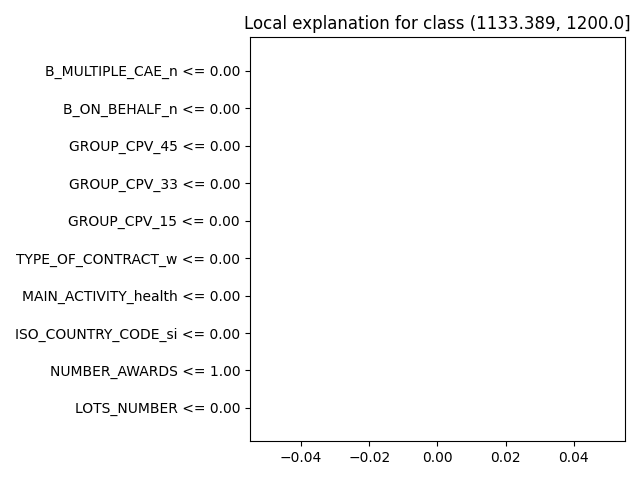 Local explanation for class (1133.389, 1200.0]
B_MULTIPLE_CAE_n <= 0.00
B_ON_BEHALF_n <= 0.00
GROUP_CPV_45 <= 0.00
GROUP_CPV_33 <= 0.00
GROUP_CPV_15 <= 0.00
TYPE_OF_CONTRACT_w <= 0.00
MAIN_ACTIVITY_health <= 0.00
ISO_COUNTRY_CODE_si <= 0.00
NUMBER_AWARDS <= 1.00
LOTS_NUMBER <= 0.00
−0.04 −0.02 0.00 0.02 0.04